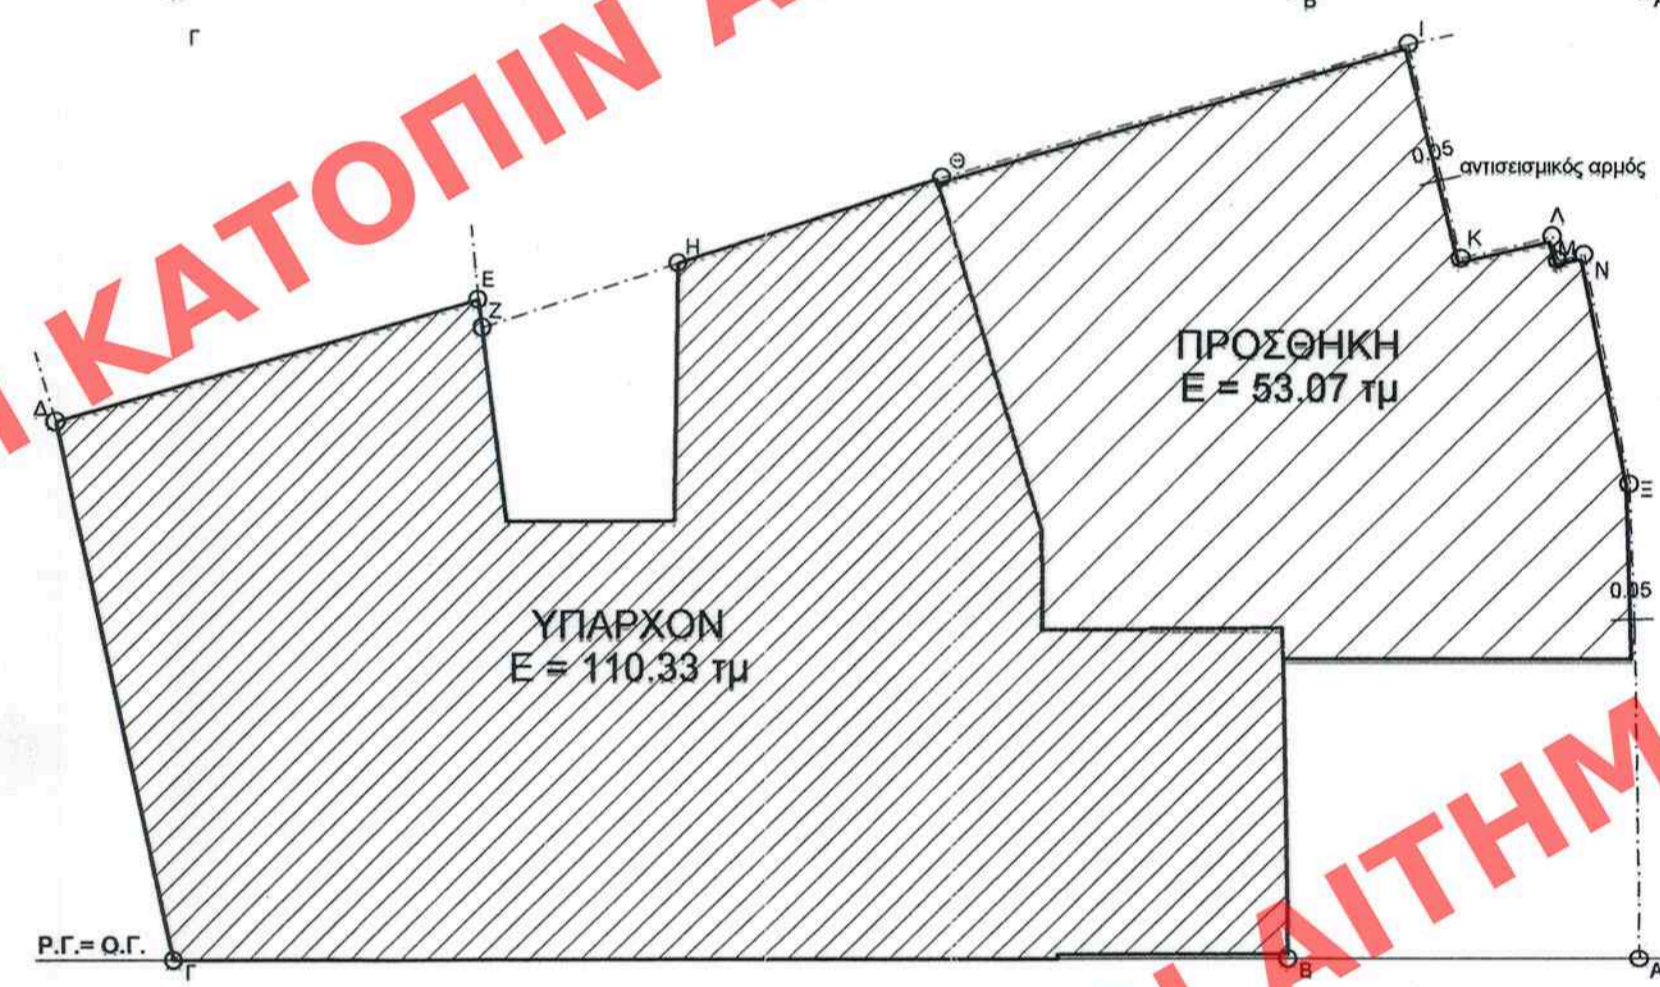 Γ
Β
Ι
ΚΑΤΟΠΙΝ
Θ
0.05
αντισεισμικός αρμός
Λ
Η
Κ
Μ
Ν
Ε
Ζ
ΠΡΟΣΘΗΚΗ
Ε = 53.07 τμ
Δ
Ξ
0.05
ΥΠΑΡΧΟΝ
Ε = 110.33 τμ
Ρ.Γ.= Ο.Γ.
Γ
Β
Α
ΑΙΤΗΜ